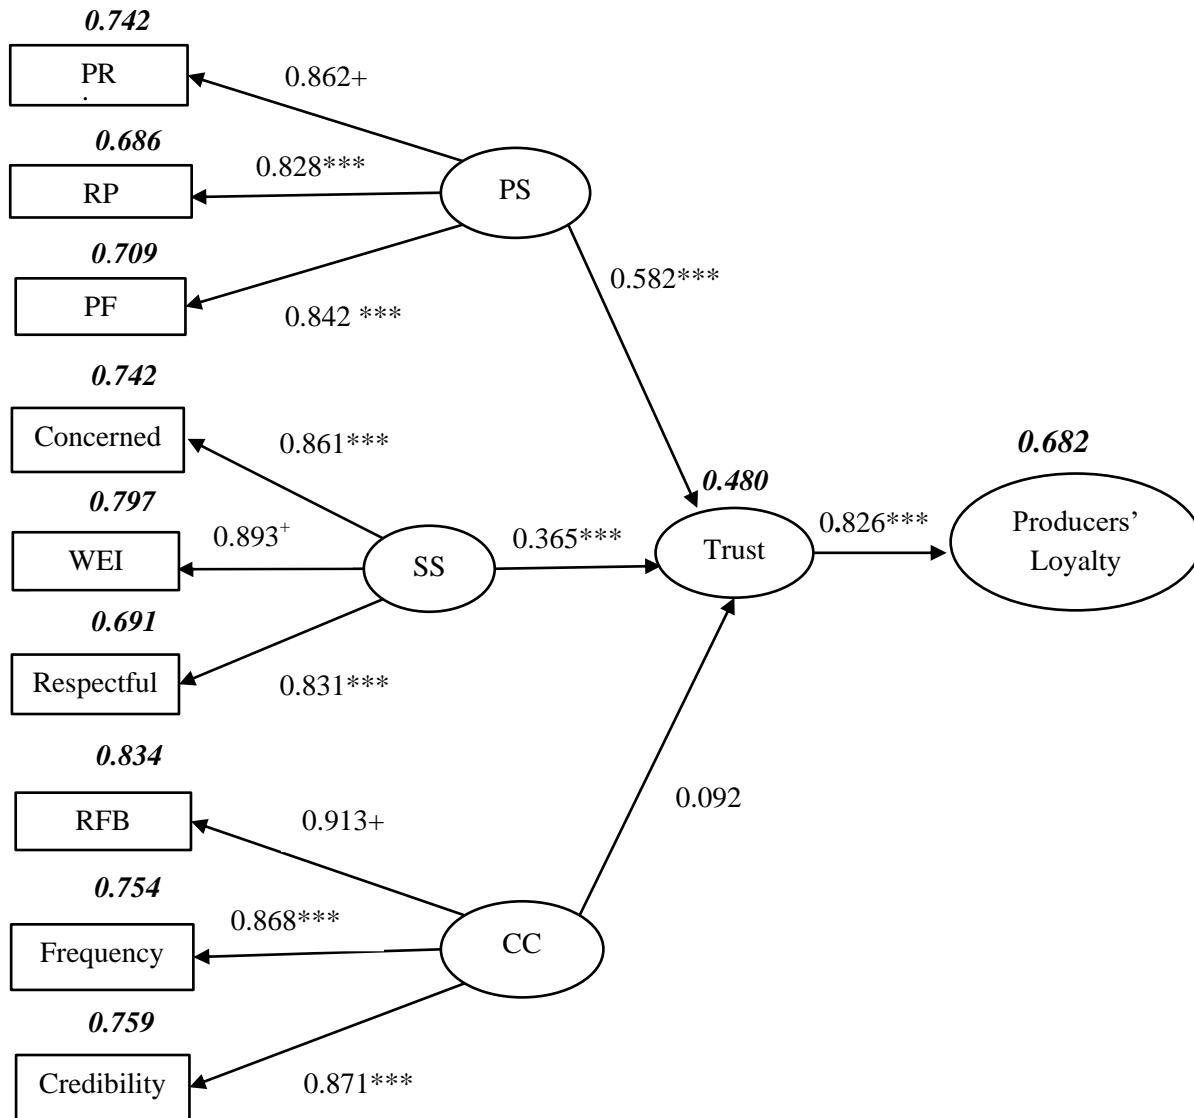 0.742
PR
.
0.862+
0.686
RP
0.828***
PS
0.709
PF
0.842 ***
0.582***
0.742
Concerned
0.861***
0.797
WEI
0.893+
SS
0.365***
0.480
Trust
0.826***
0.682
Producers’
Loyalty
0.691
Respectful
0.831***
0.834
RFB
0.913+
0.092
0.754
Frequency
0.868***
CC
0.759
Credibility
0.871***